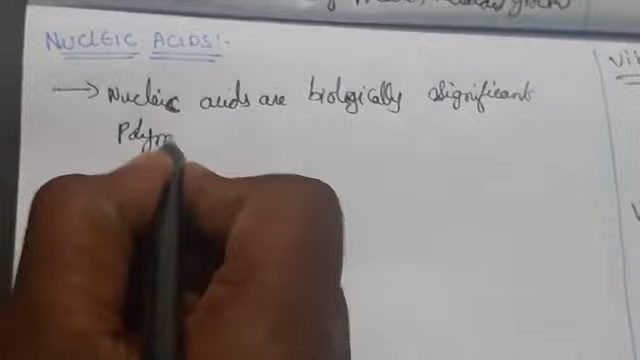 NUCLEIC ACIDS:-
→ Nucleic acids are biologically significant
Polym